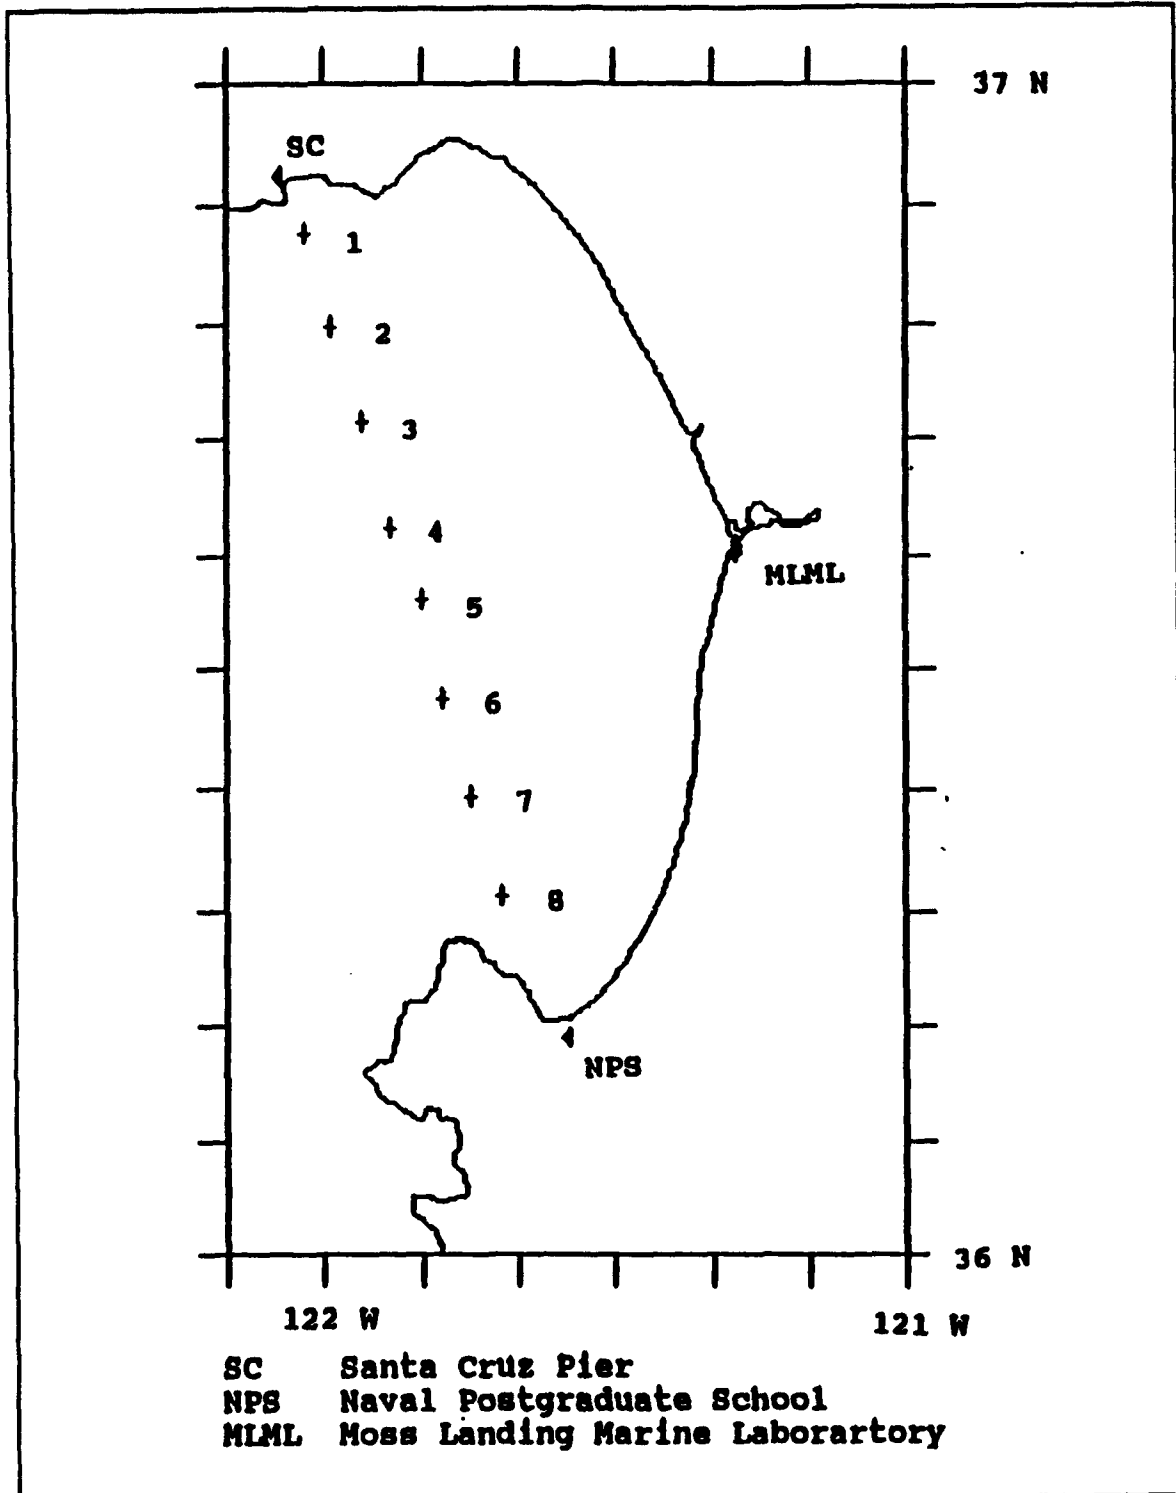 37 N
SC
1
2
3
4
MLML
5
6
7
8
NPS
36 N
122 W
121 W
SC Santa Cruz Pier
NPS Naval Postgraduate School
MLML Moss Landing Marine Laborartory